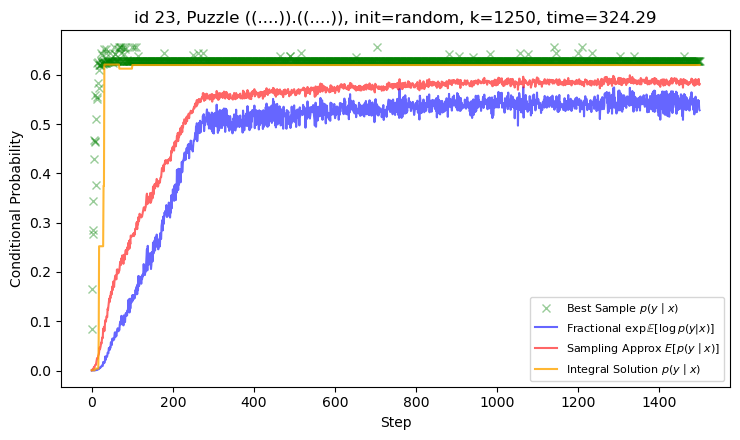 id 23, Puzzle ((....)).((....)), init=random, k=1250, time=324.29
Conditional Probability
0.6
0.5
0.4
0.3
0.2
0.1
0.0
Best Sample p(y | x)
Fractional exp𝔼[log p(y|x)]
Sampling Approx E[p(y | x)]
Integral Solution p(y | x)
0 200 400 600 800 1000 1200 1400
Step